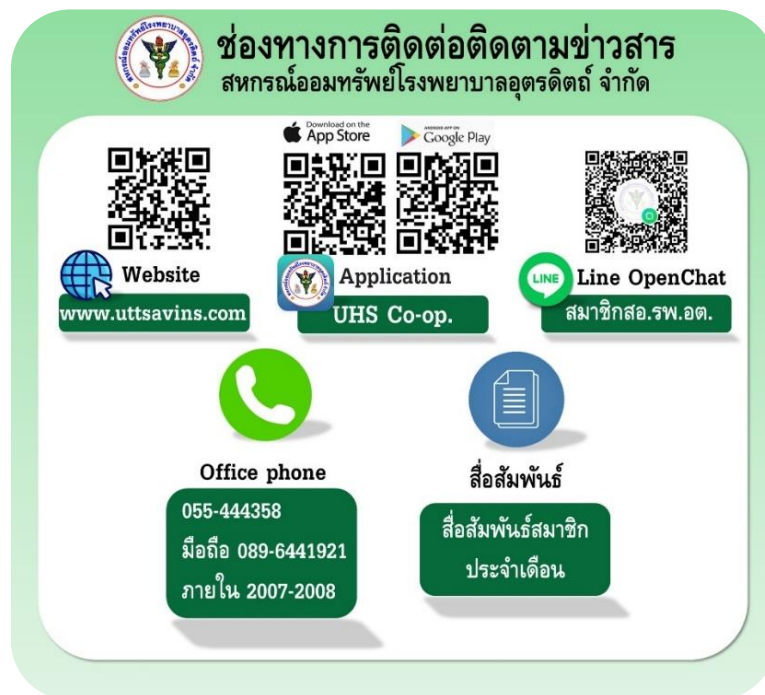 ช่องทางการติดต่อติดตามข่าวสาร
สหกรณ์ออมทรัพย์โรงพยาบาลอุตรดิตถ์ จำกัด
Download on the
App Store
ANDROID APP ON
Google Play
Website
www.uttsavins.com
Application
UHS Co-op.
LINE
Line OpenChat
สมาชิกสอ.รพ.อต.
Office phone
055-444358
มือถือ 089-6441921
ภายใน 2007-2008
สื่อสัมพันธ์
สื่อสัมพันธ์สมาชิก
ประจำเดือน